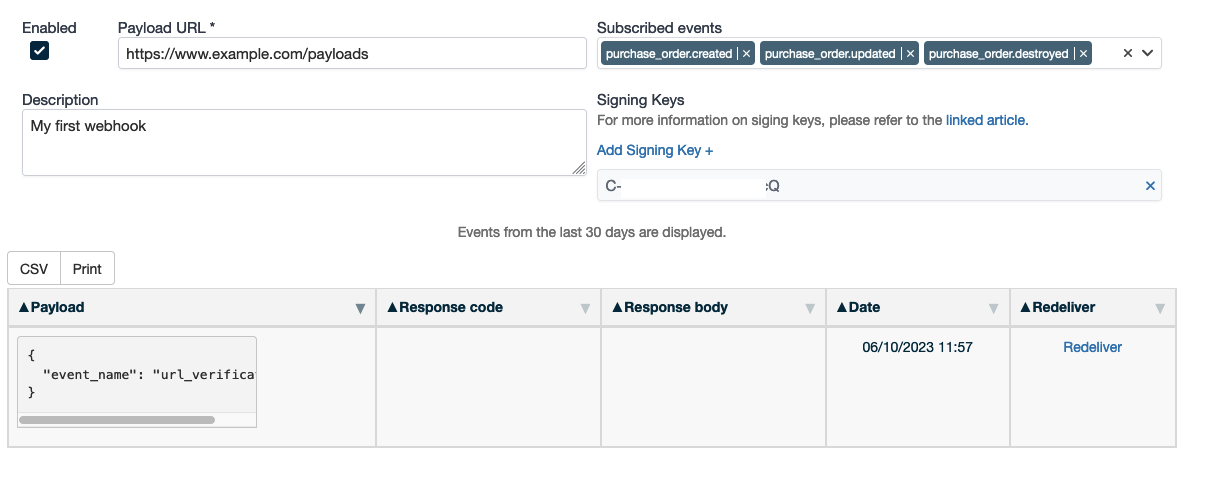 Enabled
Payload URL *
https://www.example.com/payloads
Subscribed events
purchase_order.created | × purchase_order.updated | × purchase_order.destroyed | × ×
Description
My first webhook
Signing Keys
For more information on siging keys, please refer to the linked article.
Add Signing Key +
C- :Q ×
Events from the last 30 days are displayed.
CSV Print
▲Payload ▼ ▲Response code ▼ ▲Response body ▼ ▲Date ▼ ▲Redeliver ▼
{
"event_name": "url_verifica
}
06/10/2023 11:57
Redeliver